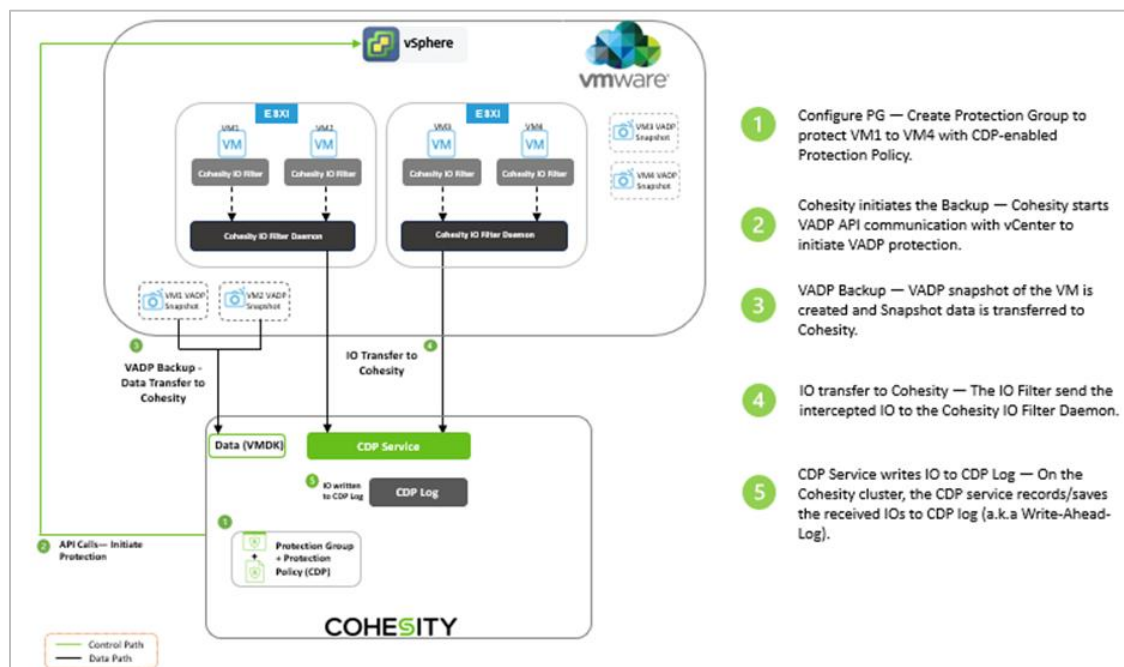 vSphere
vmware®
ESXI
ESXI
VM1
VM2
VM3
VM4
VM
VM
VM
VM
Cohesity IO Filter
Cohesity IO Filter
Cohesity IO Filter
Cohesity IO Filter
Cohesity IO Filter Daemon
Cohesity IO Filter Daemon
VM3 VADP
Snapshot
VM4 VADP
Snapshot
VM1 VADP
Snapshot
VM2 VADP
Snapshot
3
VADP Backup -
Data Transfer to
Cohesity
4
IO Transfer to
Cohesity
Data (VMDK)
CDP Service
5
IO written
to CDP Log
CDP Log
1
Protection Group
+ Protection
Policy (CDP)
+
2
API Calls— Initiate
Protection
COHESITY
Control Path
Data Path
1
Configure PG — Create Protection Group to
protect VM1 to VM4 with CDP-enabled
Protection Policy.
2
Cohesity initiates the Backup — Cohesity starts
VADP API communication with vCenter to
initiate VADP protection.
3
VADP Backup — VADP snapshot of the VM is
created and Snapshot data is transferred to
Cohesity.
4
IO transfer to Cohesity — The IO Filter send the
intercepted IO to the Cohesity IO Filter Daemon.
5
CDP Service writes IO to CDP Log — On the
Cohesity cluster, the CDP service records/saves
the received IOs to CDP log (a.k.a Write-Ahead-
Log).